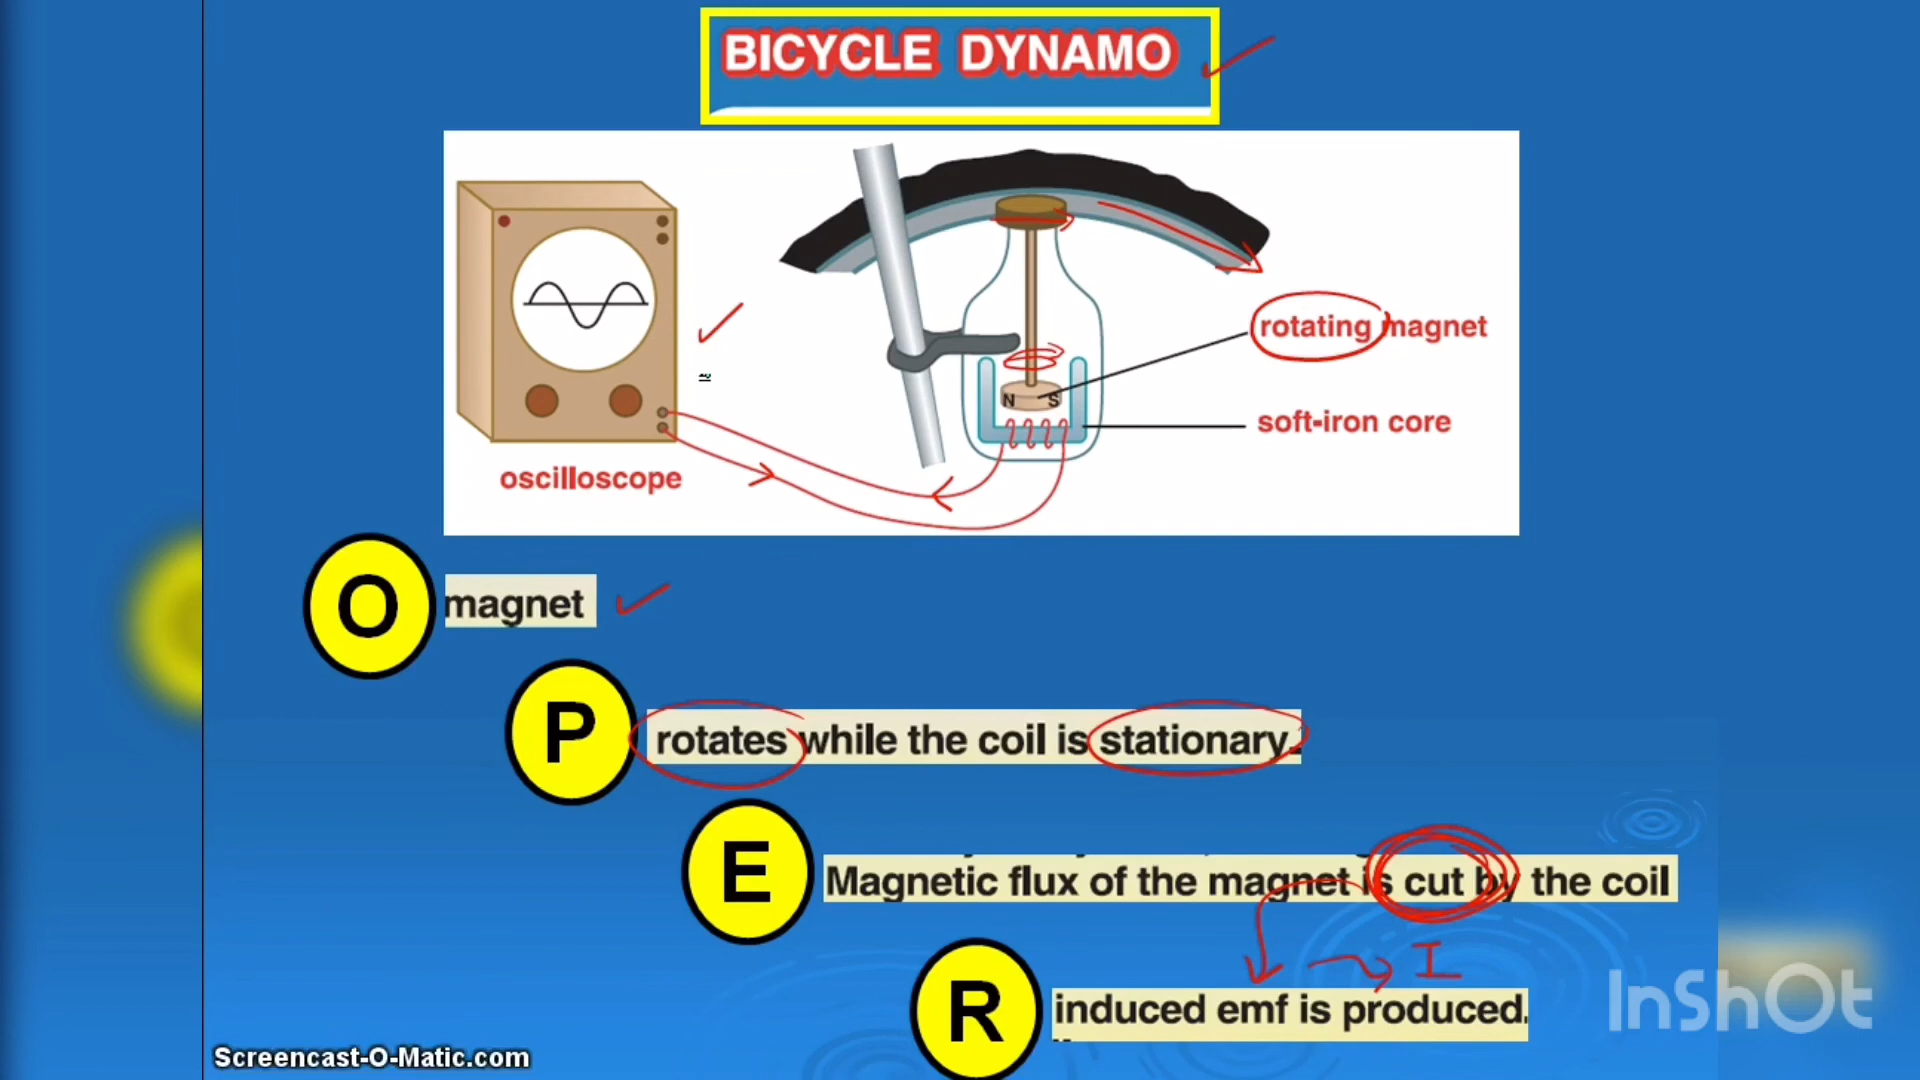 BICYCLE DYNAMO
rotating magnet
N S
soft-iron core
oscilloscope
O magnet
P rotates while the coil is stationary.
E Magnetic flux of the magnet is cut by the coil
I
R induced emf is produced.
InShOt
Screencast-O-Matic.com